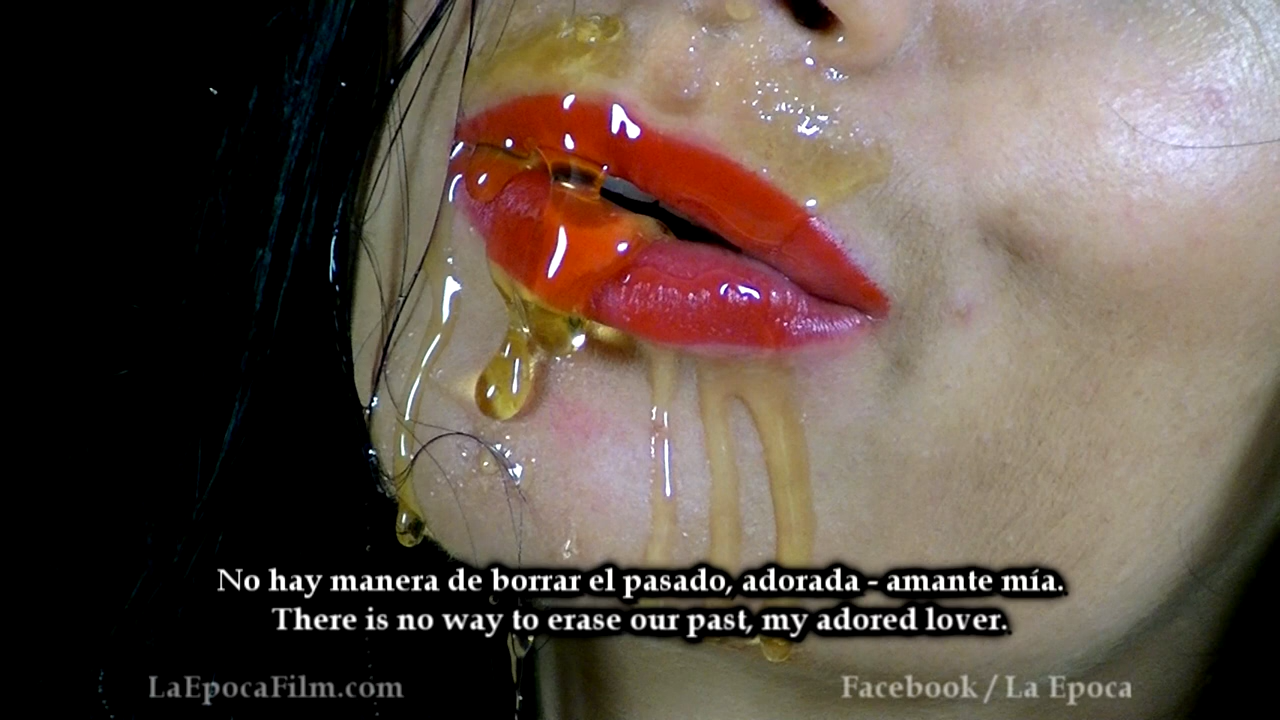 No hay manera de borrar el pasado, adorada - amante mía.
There is no way to erase our past, my adored lover.
LaEpocaFilm.com
Facebook / La Epoca